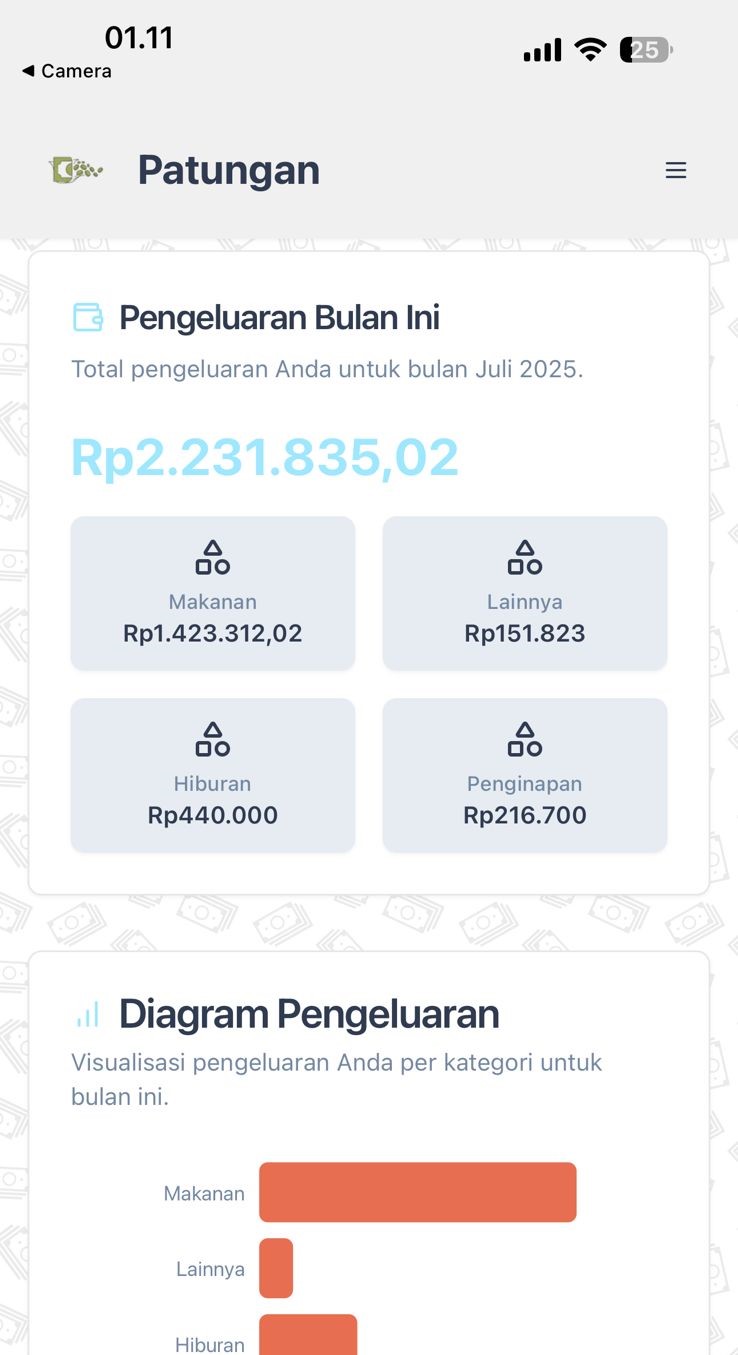 01.11
◀ Camera
25
Patungan
Pengeluaran Bulan Ini
Total pengeluaran Anda untuk bulan Juli 2025.
Rp2.231.835,02
Makanan
Rp1.423.312,02
Lainnya
Rp151.823
Hiburan
Rp440.000
Penginapan
Rp216.700
Diagram Pengeluaran
Visualisasi pengeluaran Anda per kategori untuk
bulan ini.
Makanan
Lainnya
Hiburan